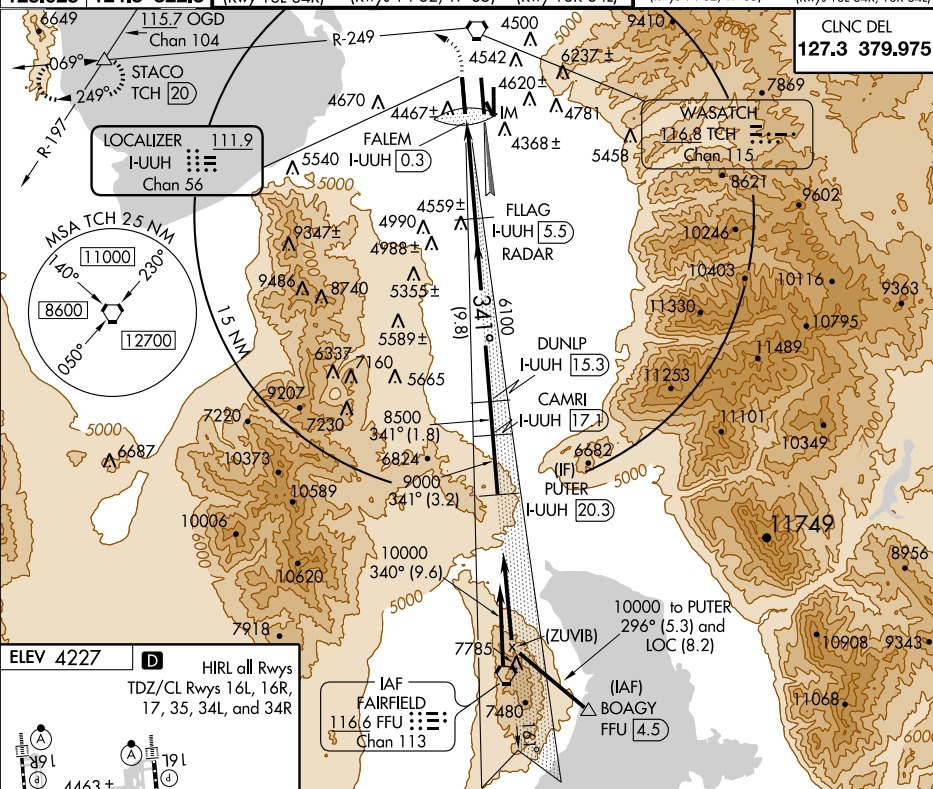 CLNC DEL
127.3 379.975
6649
115.7 OGD
Chan 104
R-249
4500
9410
069°
249°
STACO
TCH 20
4542
6237 ±
4620 ±
7869
R-197
4670
4467 ±
IM
4781
WASATCH
116.8 TCH
Chan 115
LOCALIZER 111.9
I-UUH
Chan 56
FALEM
I-UUH 0.3
4368 ±
5458
5540
5000
8621
9602
MSA TCH 25 NM
11000
140°
230°
8600
050°
12700
9347±
4990
4559 ±
4988 ±
FLLAG
I-UUH 5.5
RADAR
10246
9486
8740
5355 ±
10403
10116
9363
15 NM
341°
(9.8)
6100
11330
10795
5589 ±
DUNLP
I-UUH 15.3
11489
6337
7160
5665
11253
9207
CAMRI
I-UUH 17.1
7220
7230
8500
341° (1.8)
11101
10349
5000
6687
6824
6682
5000
10373
9000
341° (3.2)
(IF)
PUTER
I-UUH 20.3
10589
10006
11749
10000
340° (9.6)
8956
10620
5000
10000 to PUTER
296° (5.3) and
LOC (8.2)
7918
7785
(ZUVIB)
10908
9343
ELEV 4227
D
HIRL all Rwys
TDZ/CL Rwys 16L, 16R,
17, 35, 34L, and 34R
IAF
FAIRFIELD
116.6 FFU
Chan 113
7480
161°
(IAF)
BOAGY
FFU 4.5
11068
6000
A
A
16R
16L
P
P
4463 ±